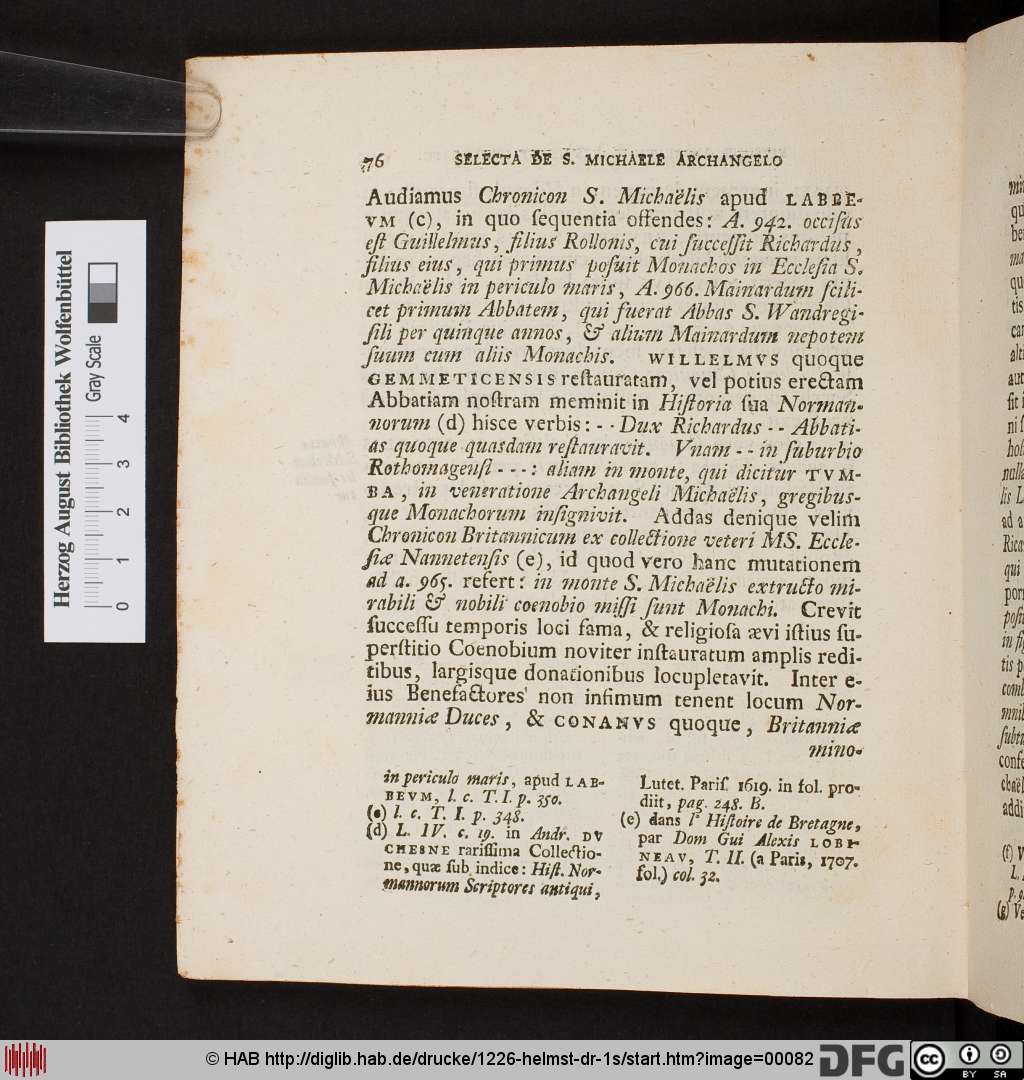 76 SELECTA DE S. MICHAELE ARCHANGELO
Audiamus Chronicon S. Michaëlis apud LABBE-
VM (c), in quo ſequentia offendes: A. 942. occiſus
eſt Guillelmus, filius Rollonis, cui ſucceſſit Richardus,
filius eius, qui primus poſuit Monachos in Eccleſia S.
Michaëlis in periculo maris, A. 966. Mainardum ſcili-
cet primum Abbatem, qui fuerat Abbas S. Wandregi-
ſili per quinque annos, & alium Mainardum nepotem
ſuum cum aliis Monachis. WILLELMVS quoque
GEMMETICENSIS reſtauratam, vel potius erectam
Abbatiam noſtram meminit in Hiſtoria ſua Norman-
norum (d) hisce verbis: - - Dux Richardus - - Abbati-
as quoque quasdam reſtauravit. Vnam - - in ſuburbio
Rothomagenſi - - -: aliam in monte, qui dicitur TVM-
BA, in veneratione Archangeli Michaëlis, gregibus-
que Monachorum inſignivit. Addas denique velim
Chronicon Britannicum ex collectione veteri MS. Eccle-
ſiæ Nannetenſis (e), id quod vero hanc mutationem
ad a. 965. refert: in monte S. Michaëlis extructo mi-
rabili & nobili coenobio miſſi ſunt Monachi. Crevit
ſucceſſu temporis loci fama, & religioſa ævi iſtius ſu-
perſtitio Coenobium noviter inſtauratum amplis redi-
tibus, largisque donationibus locupletavit. Inter e-
ius Benefactores non infimum tenent locum Nor-
manniæ Duces, & CONANVS quoque, Britanniæ
mino-
in periculo maris, apud LAB-
BEVM, l. c. T. I. p. 350.
(c) l. c. T. I. p. 348.
(d) L. IV. c. 19. in Andr. DV
CHESNE rariſſima Collectio-
ne, quæ ſub indice: Hiſt. Nor-
mannorum Scriptores antiqui,
Lutet. Pariſ. 1619. in fol. pro-
diit, pag. 248. B.
(e) dans l' Hiſtoire de Bretagne,
par Dom Gui Alexis LOBI-
NEAV, T. II. (a Paris, 1707.
fol.) col. 32.
Herzog August Bibliothek Wolfenbüttel
Gray Scale
0 1 2 3 4
© HAB http://diglib.hab.de/drucke/1226-helmst-dr-1s/start.htm?image=00082
DFG
cc BY SA